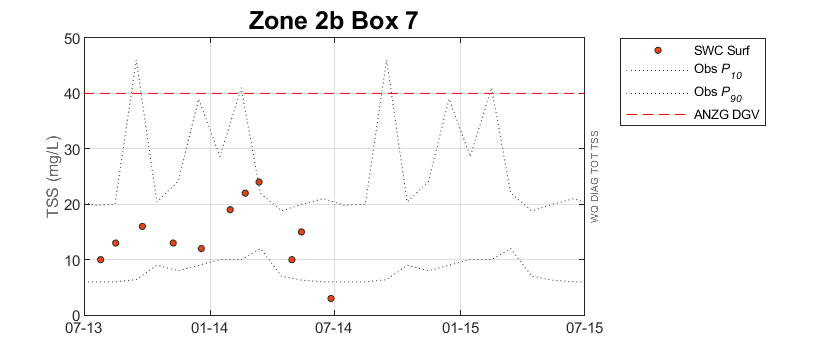 Zone 2b Box 7
50
40
30
20
10
0
TSS (mg/L)
07-13
01-14
07-14
01-15
07-15
WQ DIAG TOT TSS
SWC Surf
Obs P10
Obs P90
ANZG DGV